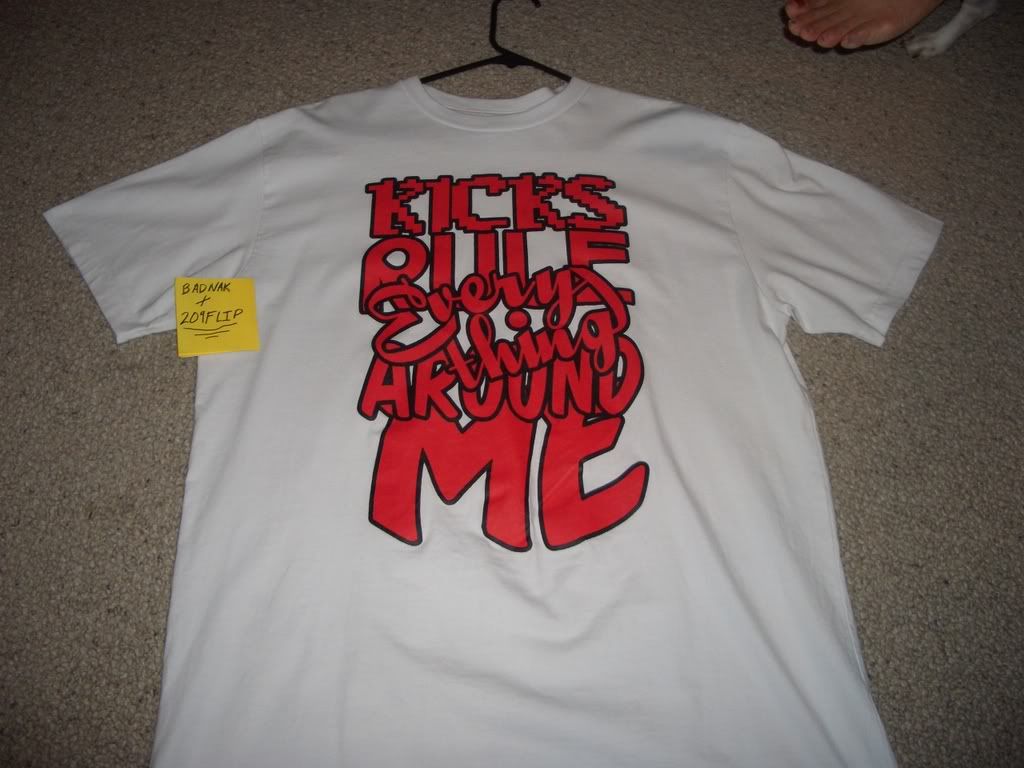 KICKS
RULE
Every
thing
AROUND
ME
BADNAK
+
209FLIP